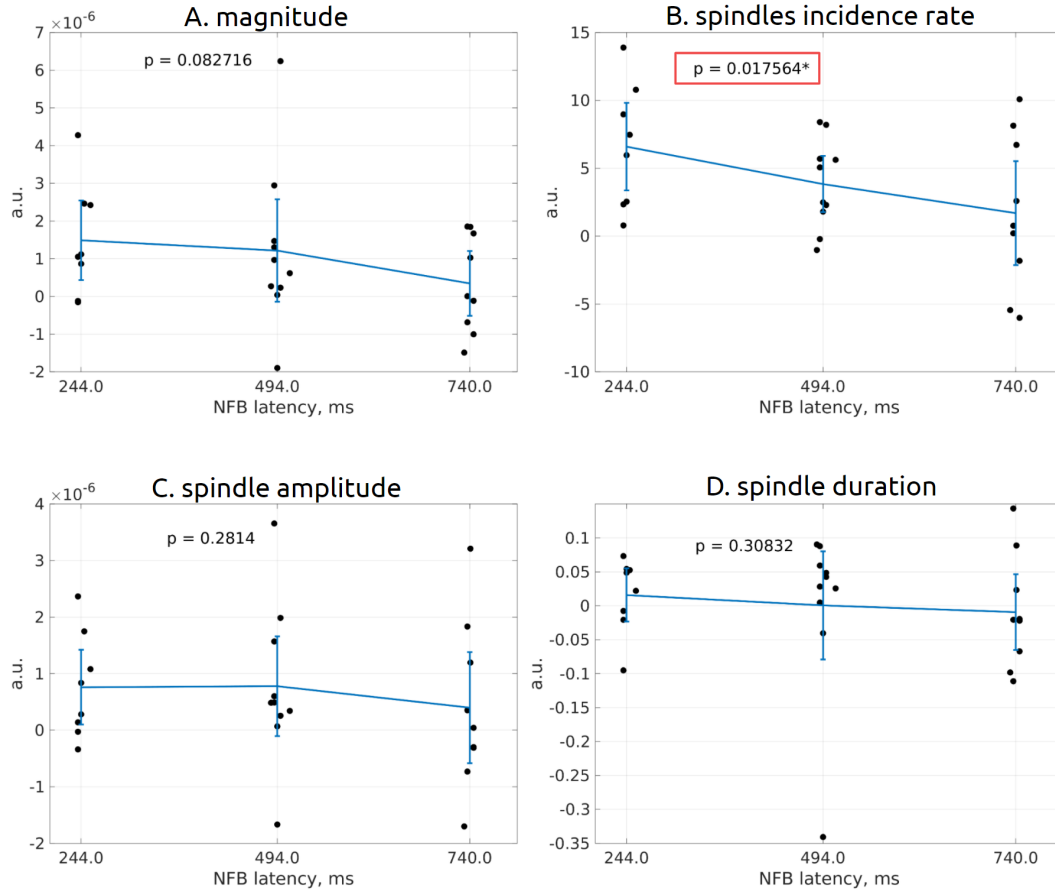 A. magnitude
×10⁻⁶
p = 0.082716
7
6
5
4
3
2
1
0
-1
-2
a.u.
244.0 494.0 740.0
NFB latency, ms
B. spindles incidence rate
p = 0.017564*
15
10
5
0
-5
-10
a.u.
244.0 494.0 740.0
NFB latency, ms
C. spindle amplitude
×10⁻⁶
p = 0.2814
4
3
2
1
0
-1
-2
a.u.
244.0 494.0 740.0
NFB latency, ms
D. spindle duration
p = 0.30832
0.1
0.05
0
-0.05
-0.1
-0.15
-0.2
-0.25
-0.3
-0.35
a.u.
244.0 494.0 740.0
NFB latency, ms